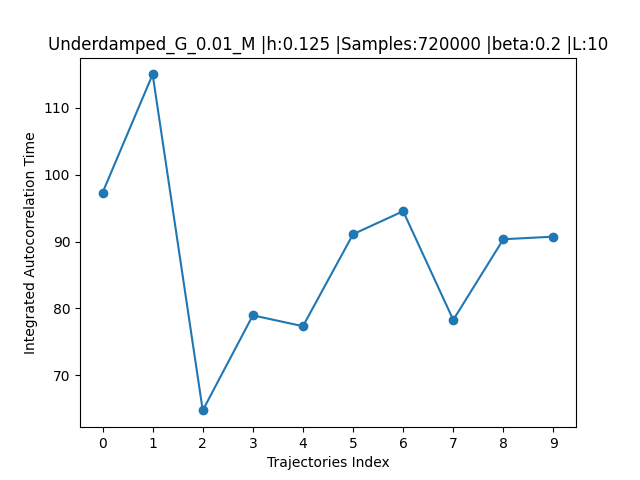 Underdamped_G_0.01_M |h:0.125 |Samples:720000 |beta:0.2 |L:10
Integrated Autocorrelation Time
110
100
90
80
70
0 1 2 3 4 5 6 7 8 9
Trajectories Index